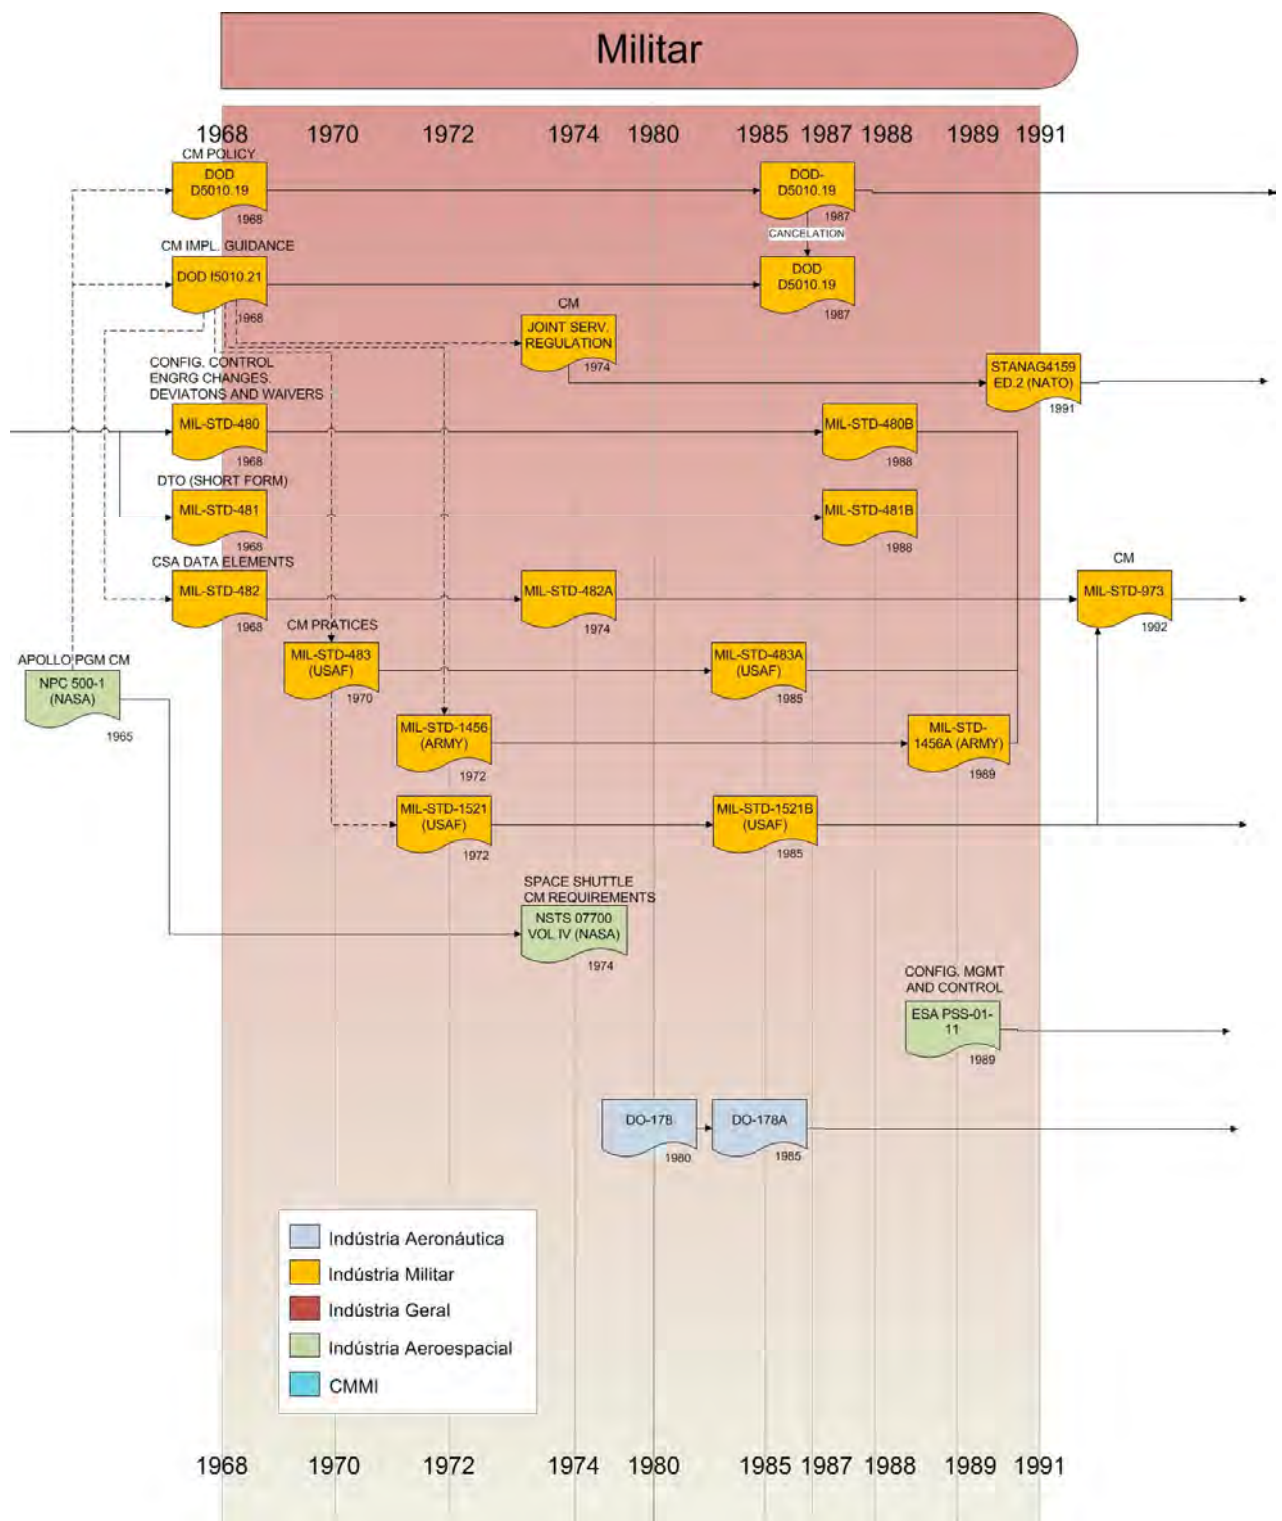 Militar
1968 1970 1972 1974 1980 1985 1987 1988 1989 1991
CM POLICY
DOD
D5010.19
1968
DOD-
D5010.19
1987
CANCELATION
CM IMPL. GUIDANCE
DOD I5010.21
1968
DOD
D5010.19
1987
CM
JOINT SERV.
REGULATION
1974
STANAG4159
ED.2 (NATO)
1991
CONFIG. CONTROL
ENGRG CHANGES.
DEVIATONS AND WAIVERS
MIL-STD-480
1968
MIL-STD-480B
1988
DTO (SHORT FORM)
MIL-STD-481
1968
MIL-STD-481B
1988
CSA DATA ELEMENTS
MIL-STD-482
1968
MIL-STD-482A
1974
CM
MIL-STD-973
1992
CM PRATICES
MIL-STD-483
(USAF)
1970
MIL-STD-483A
(USAF)
1985
APOLLO PGM CM
NPC 500-1
(NASA)
1965
MIL-STD-1456
(ARMY)
1972
MIL-STD-
1456A (ARMY)
1989
MIL-STD-1521
(USAF)
1972
MIL-STD-1521B
(USAF)
1985
SPACE SHUTTLE
CM REQUIREMENTS
NSTS 07700
VOL IV (NASA)
1974
CONFIG. MGMT
AND CONTROL
ESA PSS-01-
11
1989
DO-178
1980
DO-178A
1985
Indústria Aeronáutica
Indústria Militar
Indústria Geral
Indústria Aeroespacial
CMMI
1968 1970 1972 1974 1980 1985 1987 1988 1989 1991